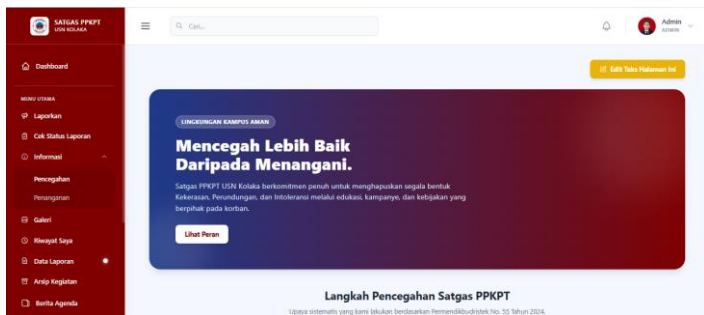 SATGAS PPKPT
USN KOLAKA
Cari...
Admin
ADMIN
Dashboard
Edit Teks Halaman Ini
MENU UTAMA
Laporkan
Cek Status Laporan
Informasi
Pencegahan
Penanganan
Galeri
Riwayat Saya
Data Laporan
Arsip Kegiatan
Berita Agenda
LINGKUNGAN KAMPUS AMAN
Mencegah Lebih Baik
Daripada Menangani.
Satgas PPKPT USN Kolaka berkomitmen penuh untuk menghapuskan segala bentuk
Kekerasan, Perundungan, dan Intoleransi melalui edukasi, kampanye, dan kebijakan yang
berpihak pada korban.
Lihat Peran
Langkah Pencegahan Satgas PPKPT
Upaya sistematis yang kami lakukan berdasarkan Permendikbudristek No. 55 Tahun 2024.